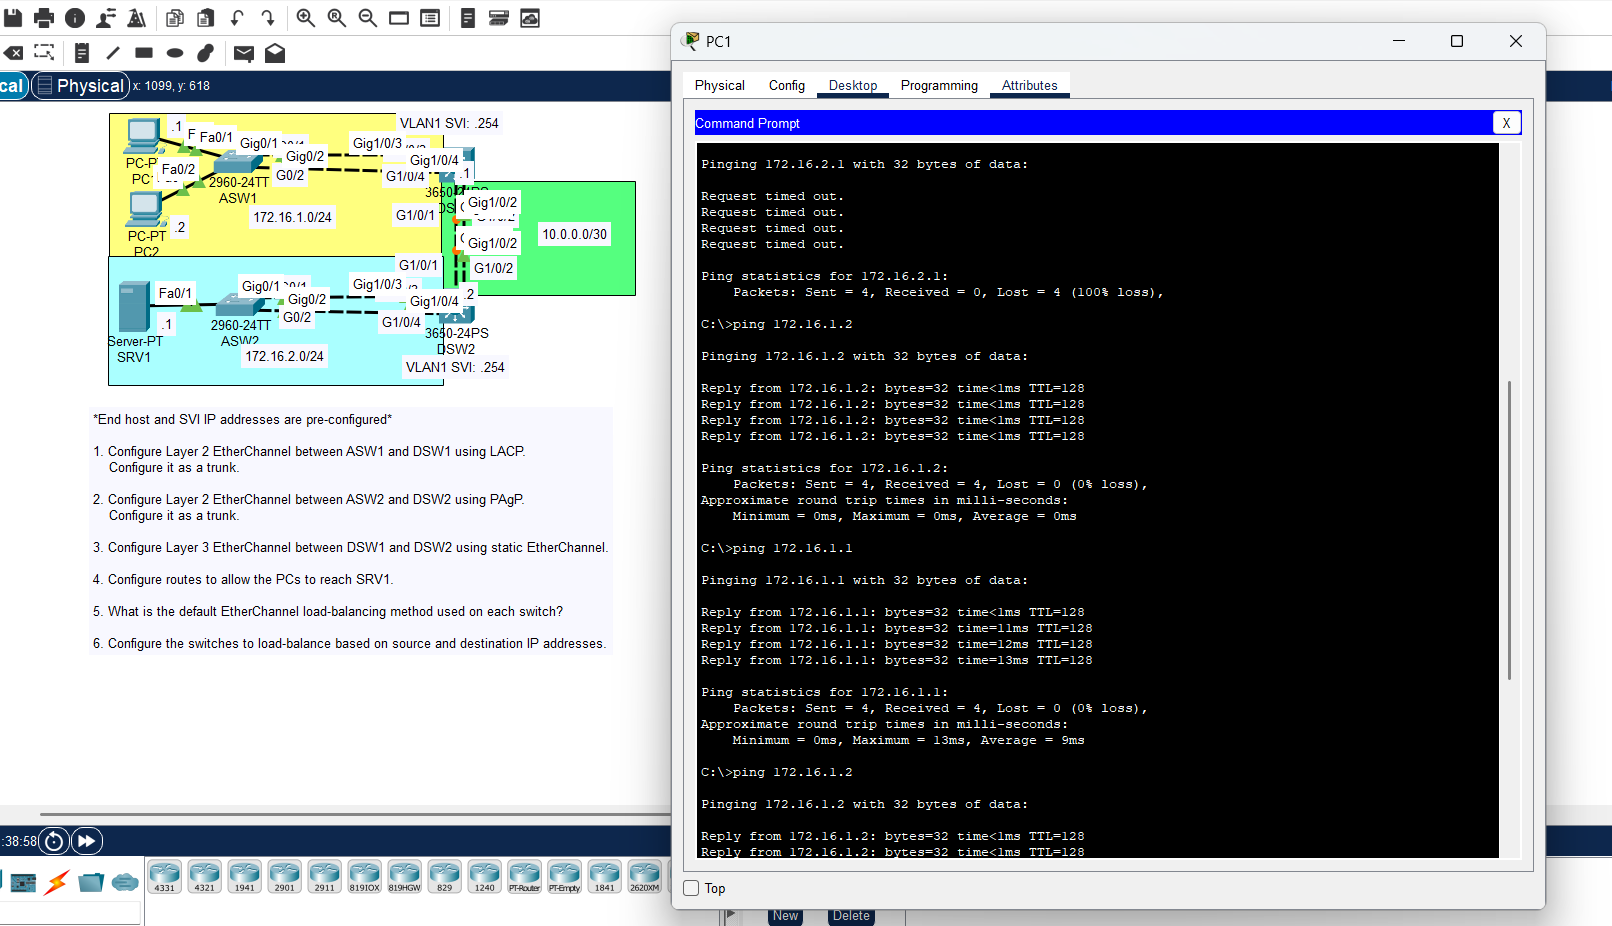 cal
Physical
x: 1099, y: 618
VLAN1 SVI: .254
.1
Fa0/1
Gig0/1
Gig0/2
Gig1/0/3
Gig1/0/4
PC-PT
Fa0/2
G0/2
G1/0/4
.1
2960-24TT
ASW1
172.16.1.0/24
G1/0/1
Gig1/0/2
.2
PC-PT
PC2
10.0.0.0/30
Gig1/0/2
G1/0/1
G1/0/2
Fa0/1
Gig0/1
Gig0/2
Gig1/0/3
Gig1/0/4
.2
.1
G0/2
G1/0/4
2960-24TT
ASW2
3650-24PS
DSW2
Server-PT
SRV1
172.16.2.0/24
VLAN1 SVI: .254
*End host and SVI IP addresses are pre-configured*
1. Configure Layer 2 EtherChannel between ASW1 and DSW1 using LACP.
Configure it as a trunk.
2. Configure Layer 2 EtherChannel between ASW2 and DSW2 using PAgP.
Configure it as a trunk.
3. Configure Layer 3 EtherChannel between DSW1 and DSW2 using static EtherChannel.
4. Configure routes to allow the PCs to reach SRV1.
5. What is the default EtherChannel load-balancing method used on each switch?
6. Configure the switches to load-balance based on source and destination IP addresses.
:38:58
4331
4321
1941
2901
2911
819IOX
819HGW
829
1240
PT-Router
PT-Empty
1841
2620XM
New
Delete
PC1
Physical
Config
Desktop
Programming
Attributes
Command Prompt
X
Pinging 172.16.2.1 with 32 bytes of data:
Request timed out.
Request timed out.
Request timed out.
Request timed out.
Ping statistics for 172.16.2.1:
Packets: Sent = 4, Received = 0, Lost = 4 (100% loss),
C:\>ping 172.16.1.2
Pinging 172.16.1.2 with 32 bytes of data:
Reply from 172.16.1.2: bytes=32 time<1ms TTL=128
Reply from 172.16.1.2: bytes=32 time<1ms TTL=128
Reply from 172.16.1.2: bytes=32 time<1ms TTL=128
Reply from 172.16.1.2: bytes=32 time<1ms TTL=128
Ping statistics for 172.16.1.2:
Packets: Sent = 4, Received = 4, Lost = 0 (0% loss),
Approximate round trip times in milli-seconds:
Minimum = 0ms, Maximum = 0ms, Average = 0ms
C:\>ping 172.16.1.1
Pinging 172.16.1.1 with 32 bytes of data:
Reply from 172.16.1.1: bytes=32 time<1ms TTL=128
Reply from 172.16.1.1: bytes=32 time=11ms TTL=128
Reply from 172.16.1.1: bytes=32 time=12ms TTL=128
Reply from 172.16.1.1: bytes=32 time=13ms TTL=128
Ping statistics for 172.16.1.1:
Packets: Sent = 4, Received = 4, Lost = 0 (0% loss),
Approximate round trip times in milli-seconds:
Minimum = 0ms, Maximum = 13ms, Average = 9ms
C:\>ping 172.16.1.2
Pinging 172.16.1.2 with 32 bytes of data:
Reply from 172.16.1.2: bytes=32 time<1ms TTL=128
Reply from 172.16.1.2: bytes=32 time<1ms TTL=128
Top